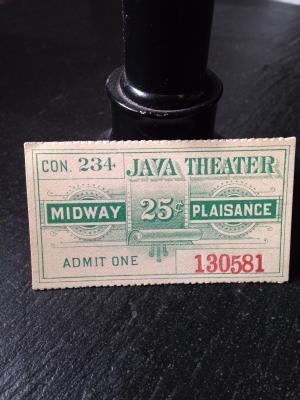 CON. 234 JAVA THEATER
MIDWAY 25¢ PLAISANCE
ADMIT ONE 130581